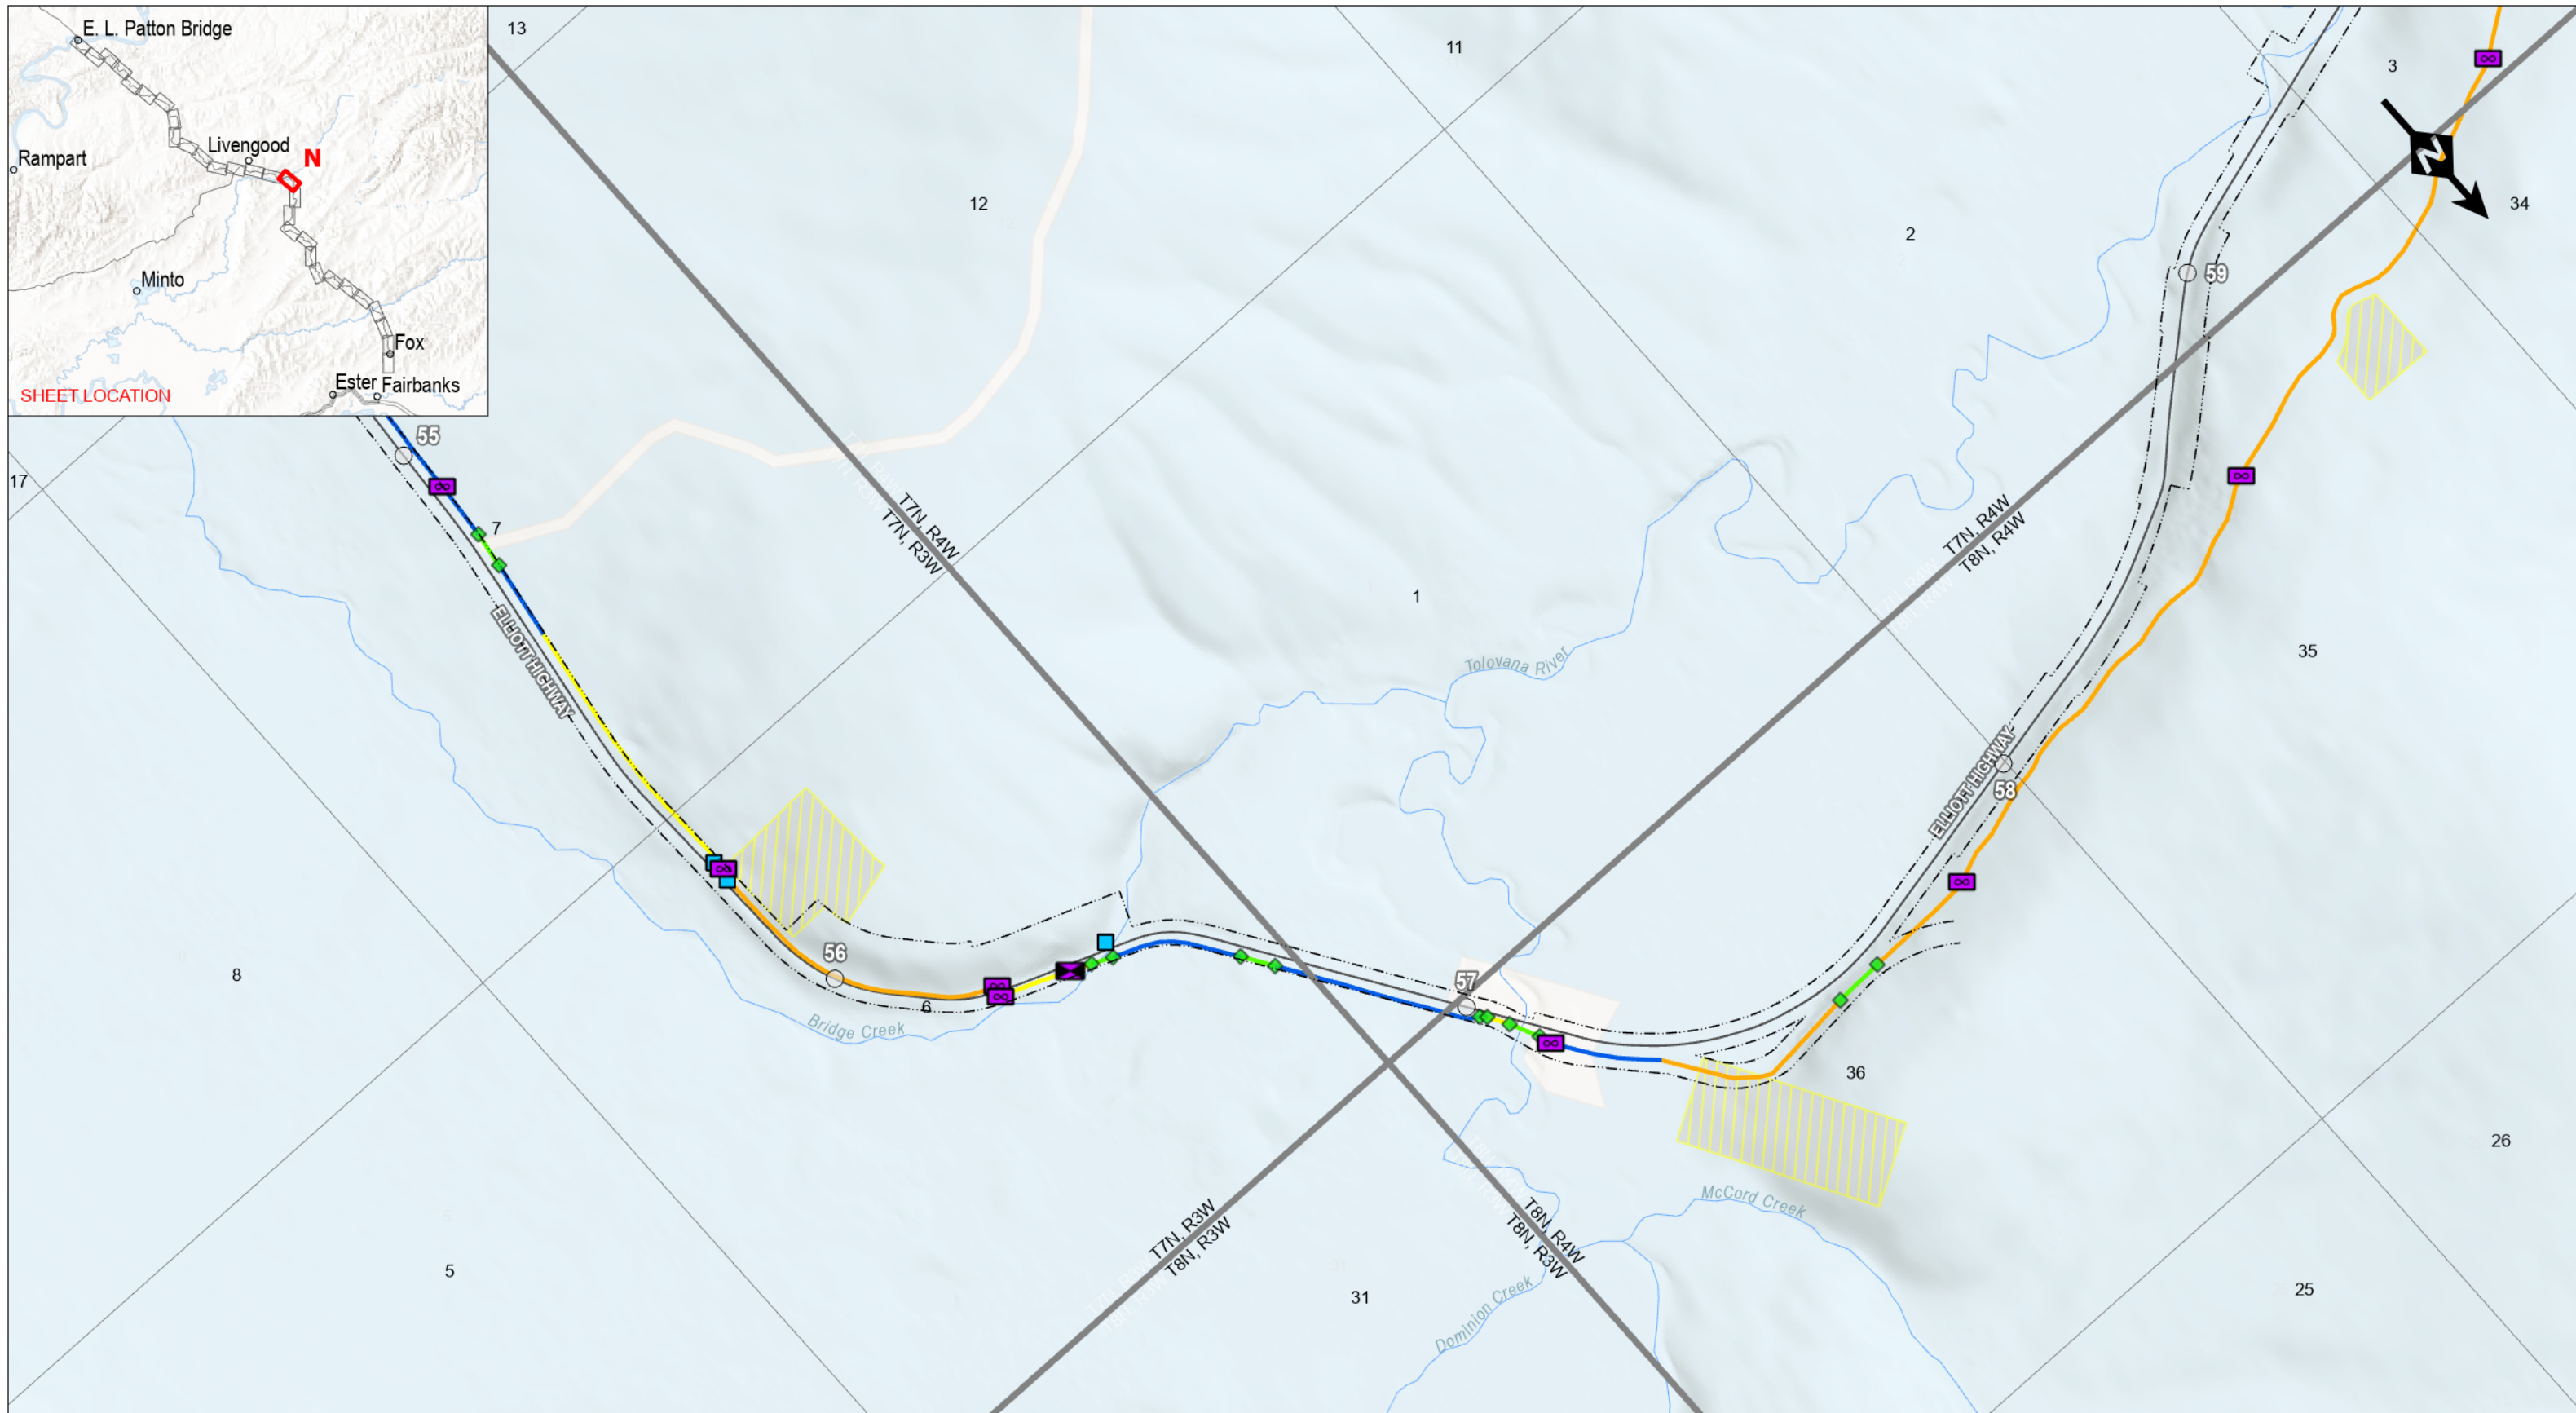 E. L. Patton Bridge
Livengood
N
Rampart
Minto
Fox
Ester
Fairbanks
SHEET LOCATION
13
11
3
12
N
34
2
59
55
17
7
T7N, R4W
T7N, R3W
T7N, R4W
T8N, R4W
1
ELLIOTT HIGHWAY
Tolovana River
35
ELLIOTT HIGHWAY
58
56
57
8
6
Bridge Creek
36
26
McCord Creek
T7N, R3W
T8N, R3W
T8N, R4W
T8N, R3W
5
31
Dominion Creek
25